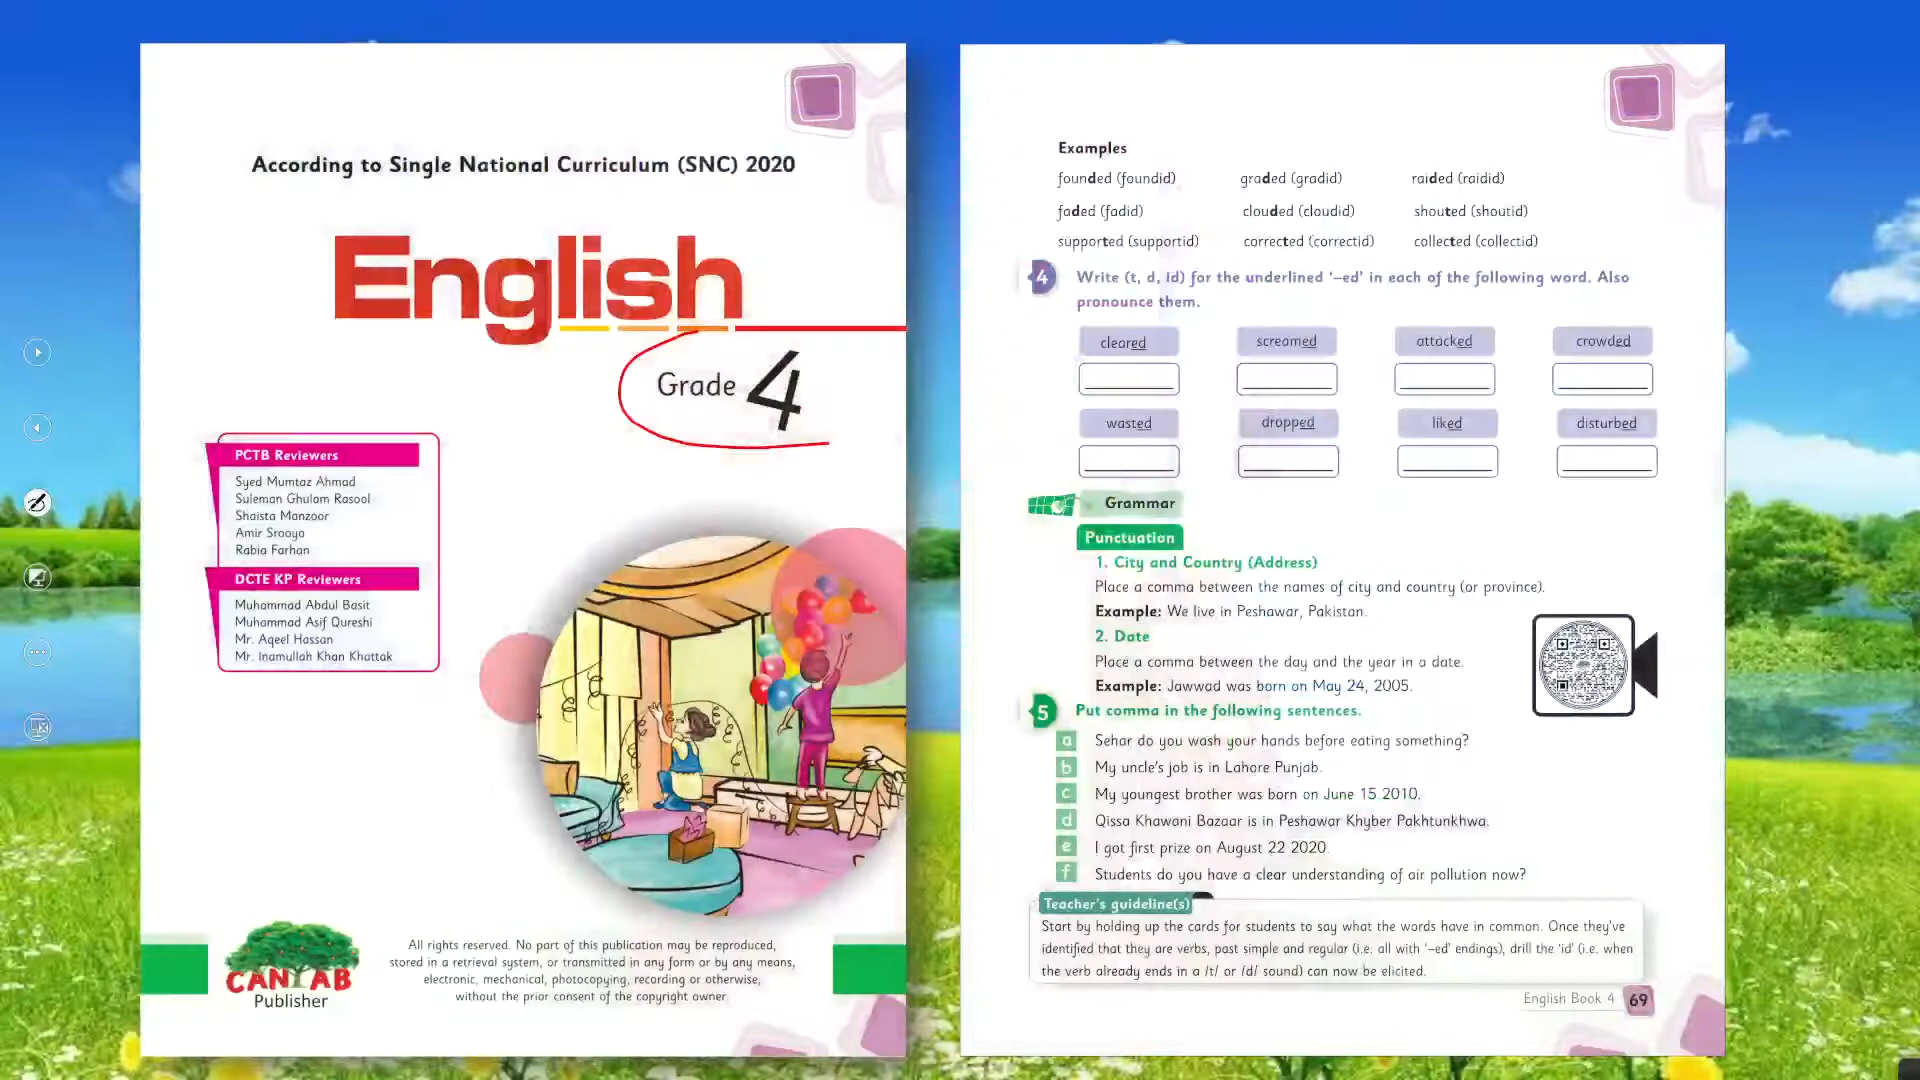 According to Single National Curriculum (SNC) 2020
English
Grade 4
PCTB Reviewers
Syed Mumtaz Ahmad
Suleman Ghulam Rasool
Shaista Manzoor
Amir Srooyo
Rabia Farhan
DCTE KP Reviewers
Muhammad Abdul Basit
Muhammad Asif Qureshi
Mr. Aqeel Hassan
Mr. Inamullah Khan Khattak
CANTAB
Publisher
All rights reserved. No part of this publication may be reproduced,
stored in a retrieval system, or transmitted in any form or by any means,
electronic, mechanical, photocopying, recording or otherwise,
without the prior consent of the copyright owner
Examples
founded (foundid) graded (gradid) raided (raidid)
faded (fadid) clouded (cloudid) shouted (shoutid)
supported (supportid) corrected (correctid) collected (collectid)
4 Write (t, d, id) for the underlined ‘–ed’ in each of the following word. Also
pronounce them.
cleared screamed attacked crowded
wasted dropped liked disturbed
Grammar
Punctuation
1. City and Country (Address)
Place a comma between the names of city and country (or province).
Example: We live in Peshawar, Pakistan.
2. Date
Place a comma between the day and the year in a date.
Example: Jawwad was born on May 24, 2005.
5 Put comma in the following sentences.
a Sehar do you wash your hands before eating something?
b My uncle's job is in Lahore Punjab.
c My youngest brother was born on June 15 2010.
d Qissa Khawani Bazaar is in Peshawar Khyber Pakhtunkhwa.
e I got first prize on August 22 2020.
f Students do you have a clear understanding of air pollution now?
Teacher's guideline(s)
Start by holding up the cards for students to say what the words have in common. Once they've
identified that they are verbs, past simple and regular (i.e. all with '–ed' endings), drill the 'id' (i.e. when
the verb already ends in a /t/ or /d/ sound) can now be elicited.
English Book 4 69